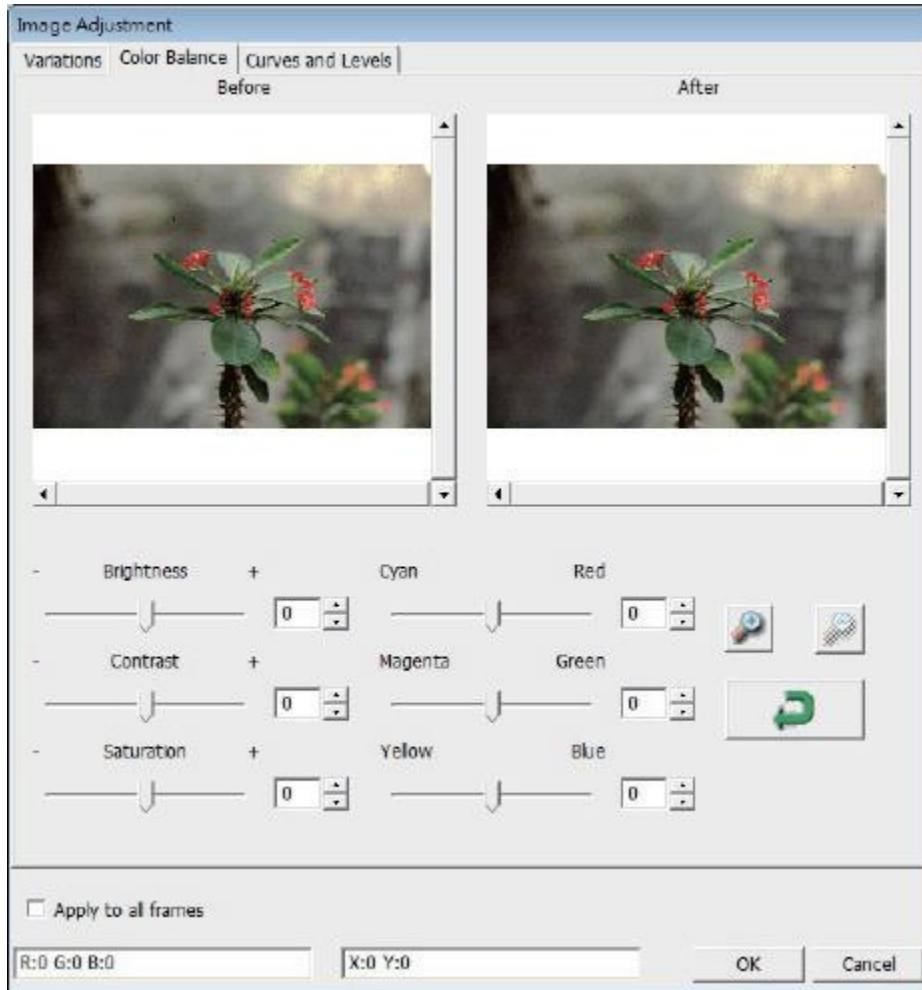 Image Adjustment
Variations Color Balance Curves and Levels
Before After
- Brightness + Cyan Red
0 0
- Contrast + Magenta Green
0 0
- Saturation + Yellow Blue
0 0
Apply to all frames
R:0 G:0 B:0 X:0 Y:0 OK Cancel